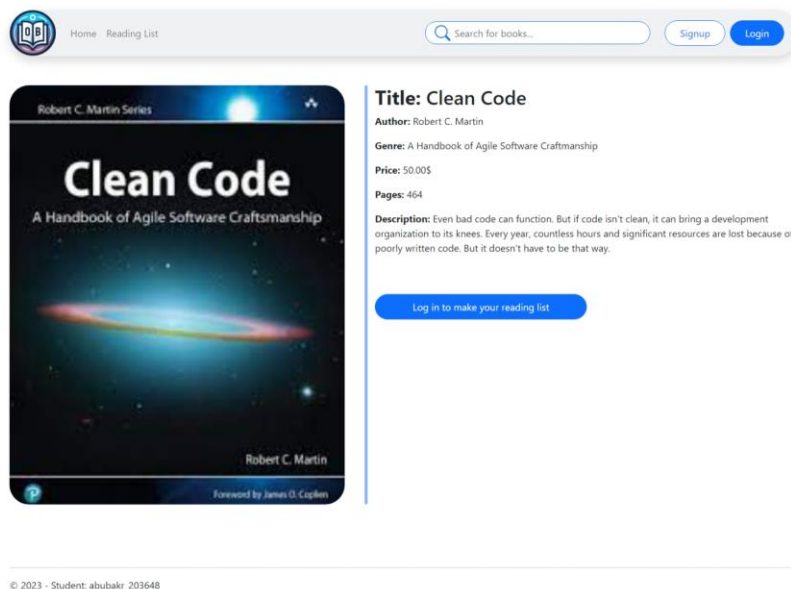 OB
Home Reading List
Search for books...
Signup
Login
Robert C. Martin Series
Clean Code
A Handbook of Agile Software Craftsmanship
Robert C. Martin
Foreword by James O. Coplien
Title: Clean Code
Author: Robert C. Martin
Genre: A Handbook of Agile Software Craftmanship
Price: 50.00$
Pages: 464
Description: Even bad code can function. But if code isn't clean, it can bring a development
organization to its knees. Every year, countless hours and significant resources are lost because of
poorly written code. But it doesn't have to be that way.
Log in to make your reading list
© 2023 - Student: abubakr_203648